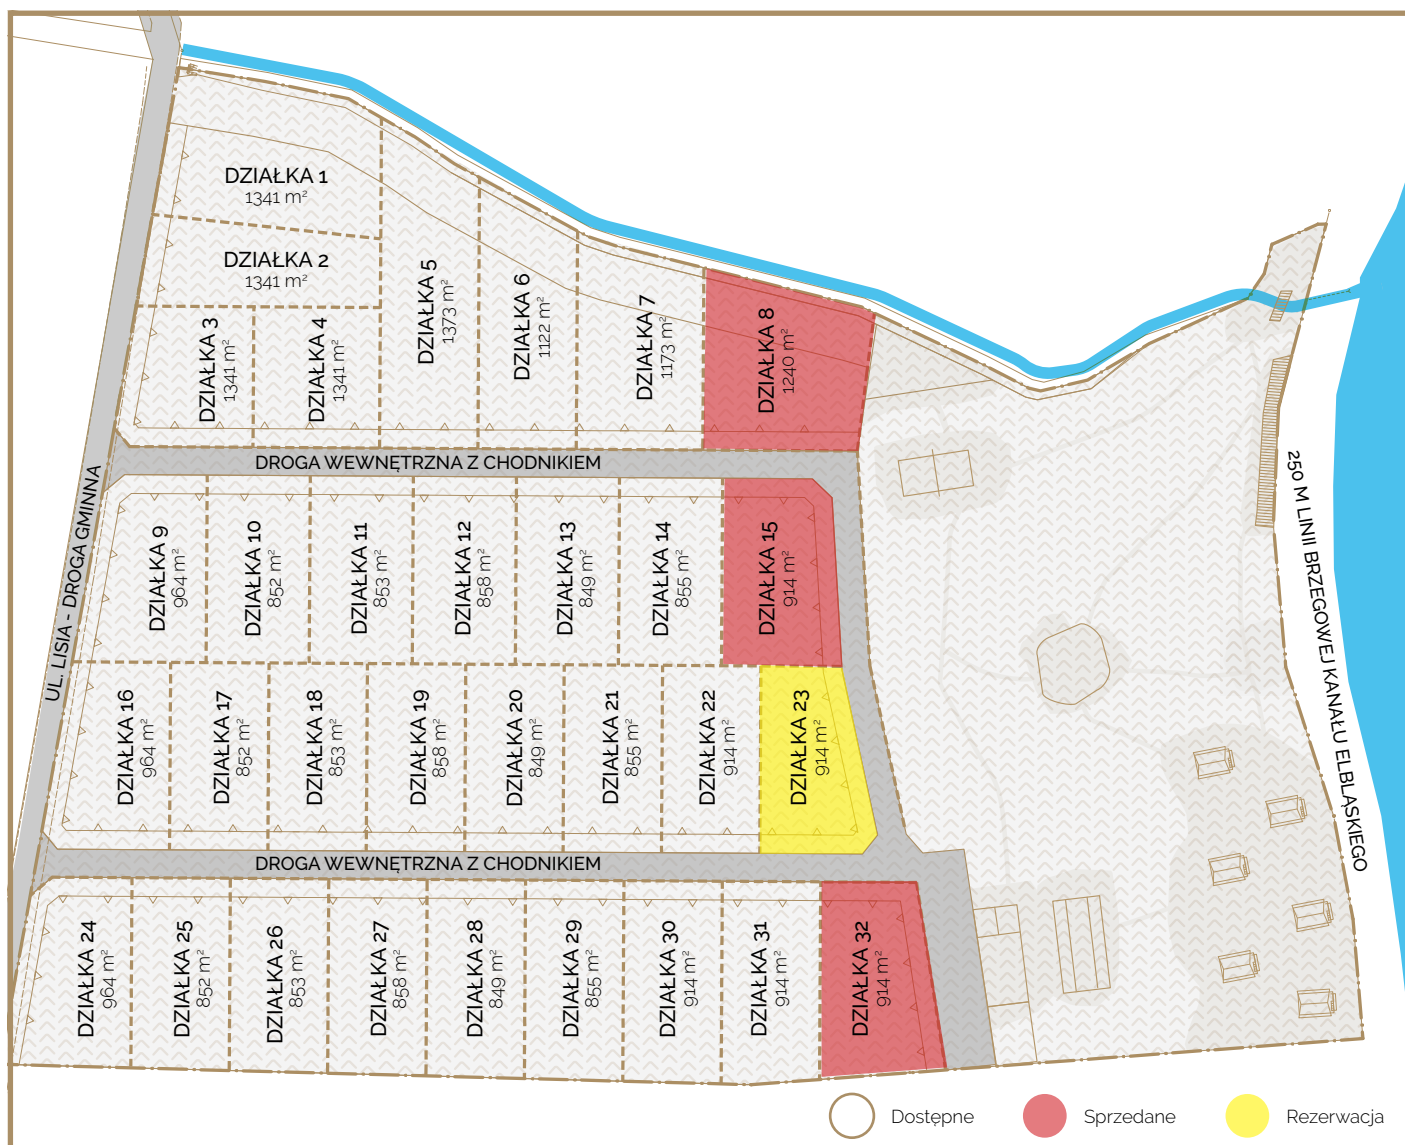 DZIAŁKA 1
1341 m²
DZIAŁKA 2
1341 m²
DZIAŁKA 3
1341 m²
DZIAŁKA 4
1341 m²
DZIAŁKA 5
1373 m²
DZIAŁKA 6
1122 m²
DZIAŁKA 7
1173 m²
DZIAŁKA 8
1240 m²
DROGA WEWNĘTRZNA Z CHODNIKIEM
UL. LISIA - DROGA GMINNA
DZIAŁKA 9
964 m²
DZIAŁKA 10
852 m²
DZIAŁKA 11
853 m²
DZIAŁKA 12
858 m²
DZIAŁKA 13
849 m²
DZIAŁKA 14
855 m²
DZIAŁKA 15
914 m²
250 M LINII BRZEGOWEJ KANAŁU ELBLĄSKIEGO
DZIAŁKA 16
964 m²
DZIAŁKA 17
852 m²
DZIAŁKA 18
853 m²
DZIAŁKA 19
858 m²
DZIAŁKA 20
849 m²
DZIAŁKA 21
855 m²
DZIAŁKA 22
914 m²
DZIAŁKA 23
914 m²
DROGA WEWNĘTRZNA Z CHODNIKIEM
DZIAŁKA 24
964 m²
DZIAŁKA 25
852 m²
DZIAŁKA 26
853 m²
DZIAŁKA 27
858 m²
DZIAŁKA 28
849 m²
DZIAŁKA 29
855 m²
DZIAŁKA 30
914 m²
DZIAŁKA 31
914 m²
DZIAŁKA 32
914 m²
Dostępne
Sprzedane
Rezerwacja